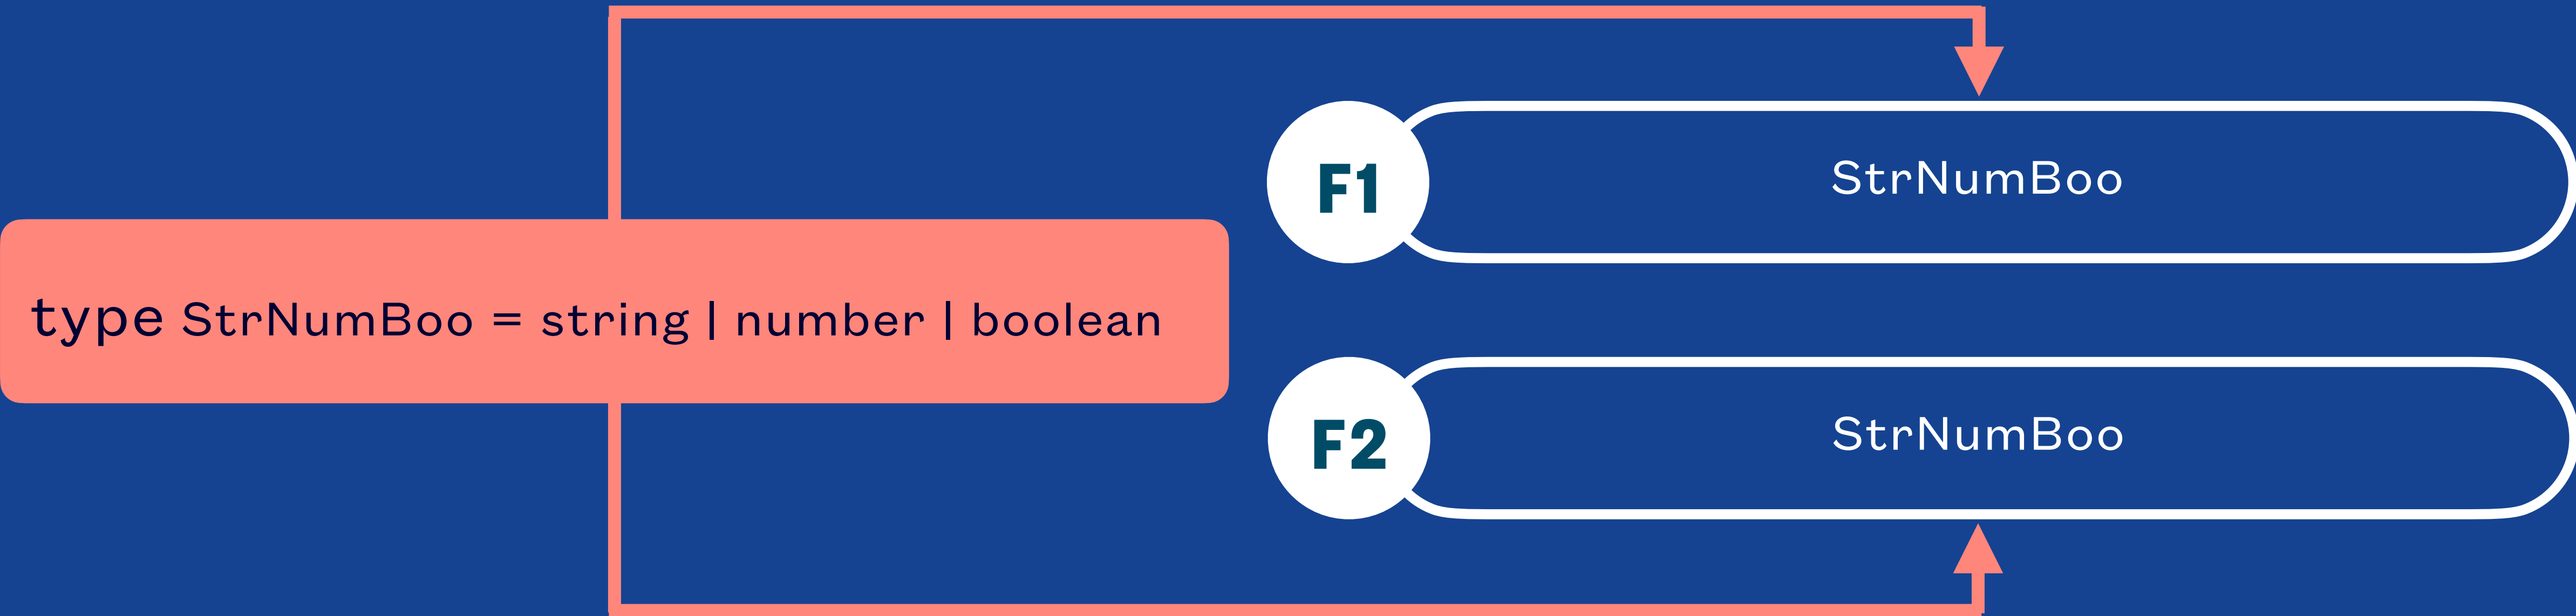 F1
StrNumBoo
type StrNumBoo = string | number | boolean
F2
StrNumBoo